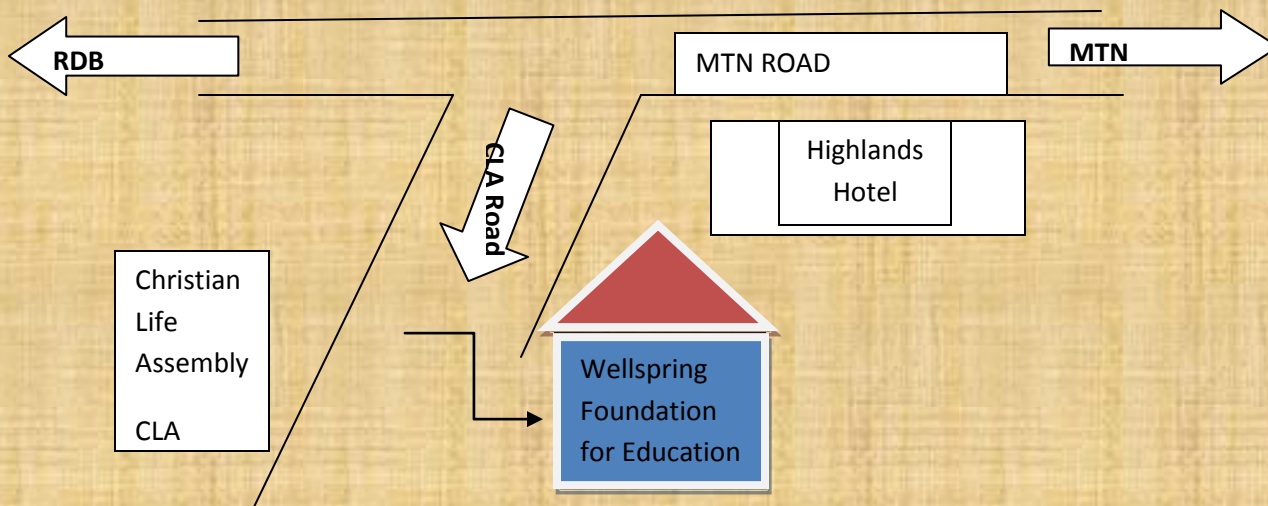 RDB
MTN ROAD
MTN
CLA Road
Highlands
Hotel
Christian
Life
Assembly
CLA
Wellspring
Foundation
for Education